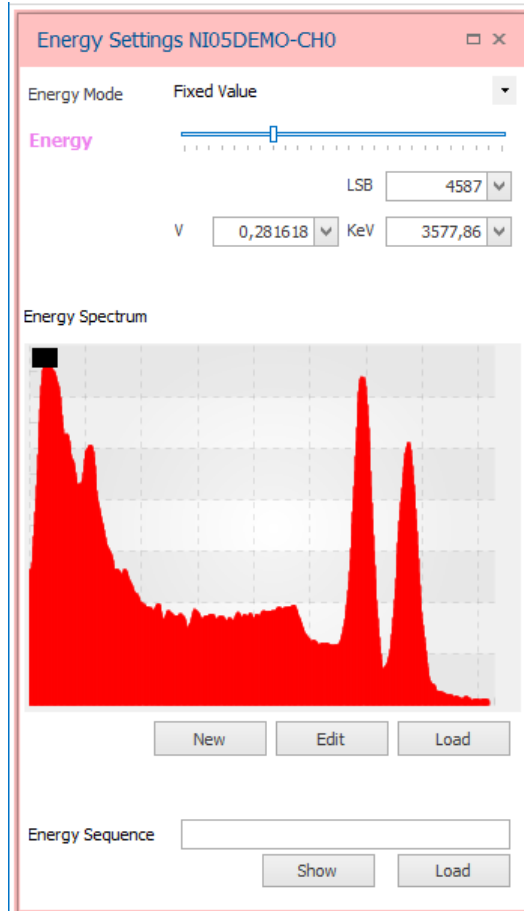 Energy Settings NI05DEMO-CH0
Energy Mode Fixed Value
Energy
LSB 4587
V 0,281618 KeV 3577,86
Energy Spectrum
New Edit Load
Energy Sequence
Show Load